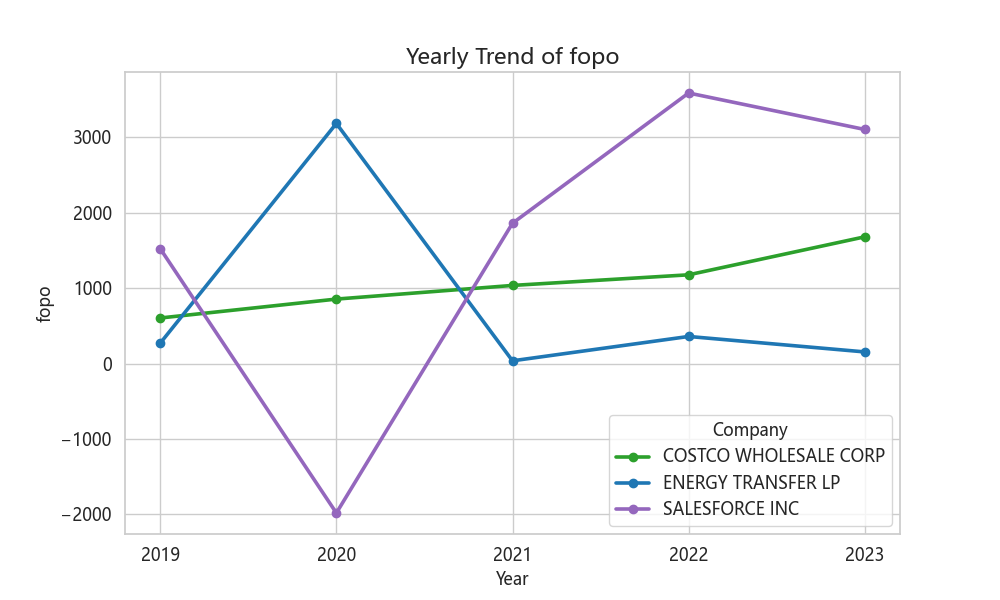 Yearly Trend of fopo
fopo
3000
2000
1000
0
−1000
−2000
2019 2020 2021 2022 2023
Year
Company
COSTCO WHOLESALE CORP
ENERGY TRANSFER LP
SALESFORCE INC